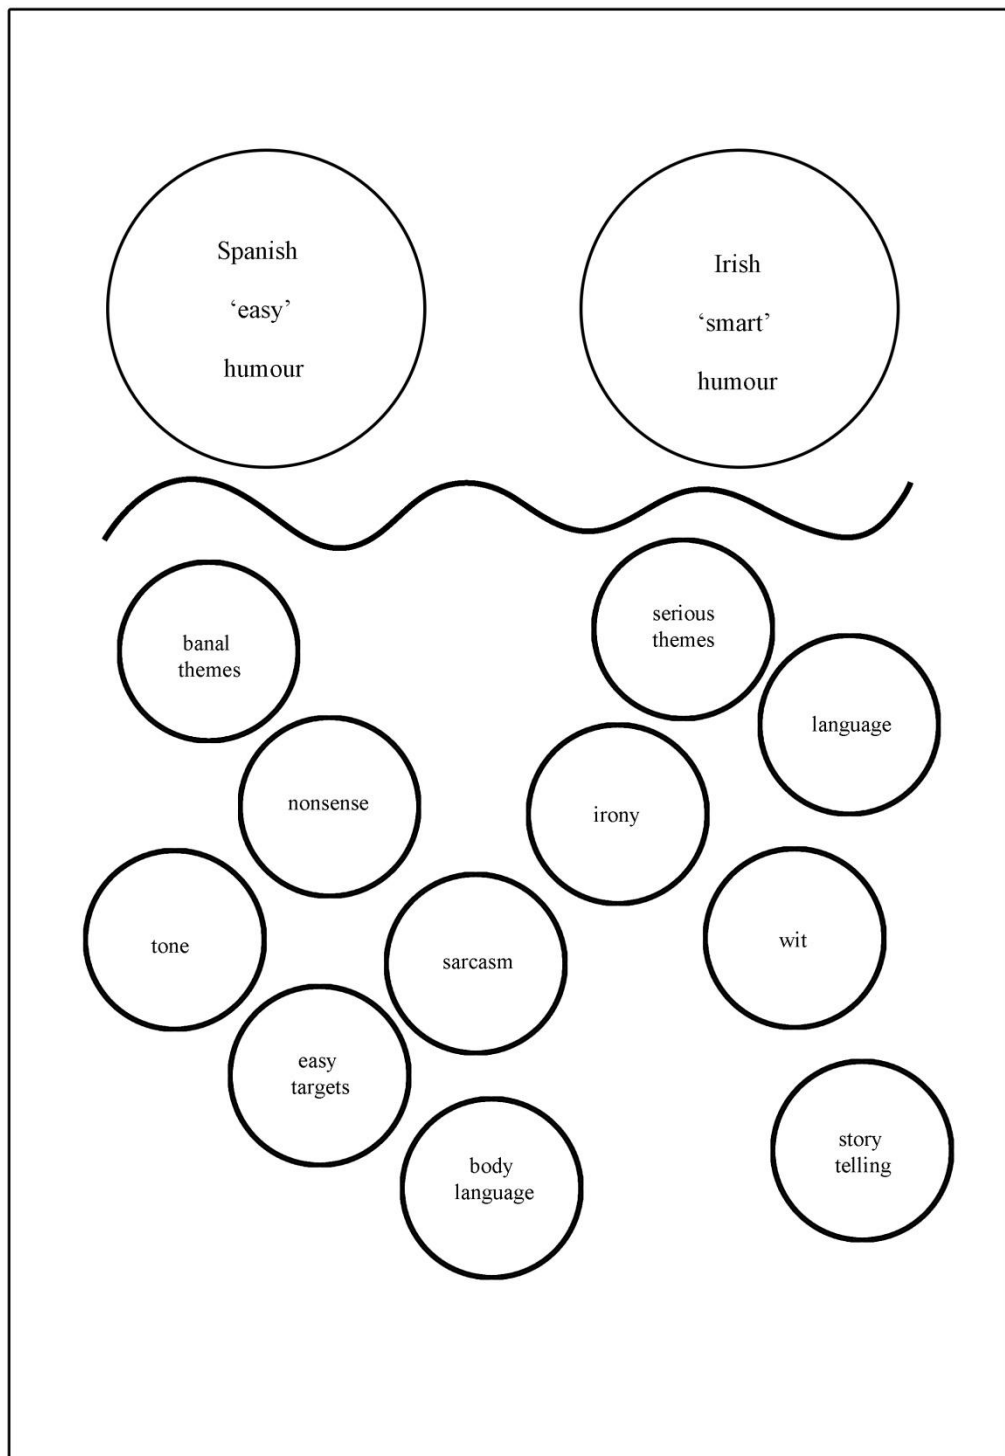 Spanish
‘easy’
humour
Irish
‘smart’
humour
banal
themes
serious
themes
language
nonsense
irony
tone
sarcasm
wit
easy
targets
body
language
story
telling